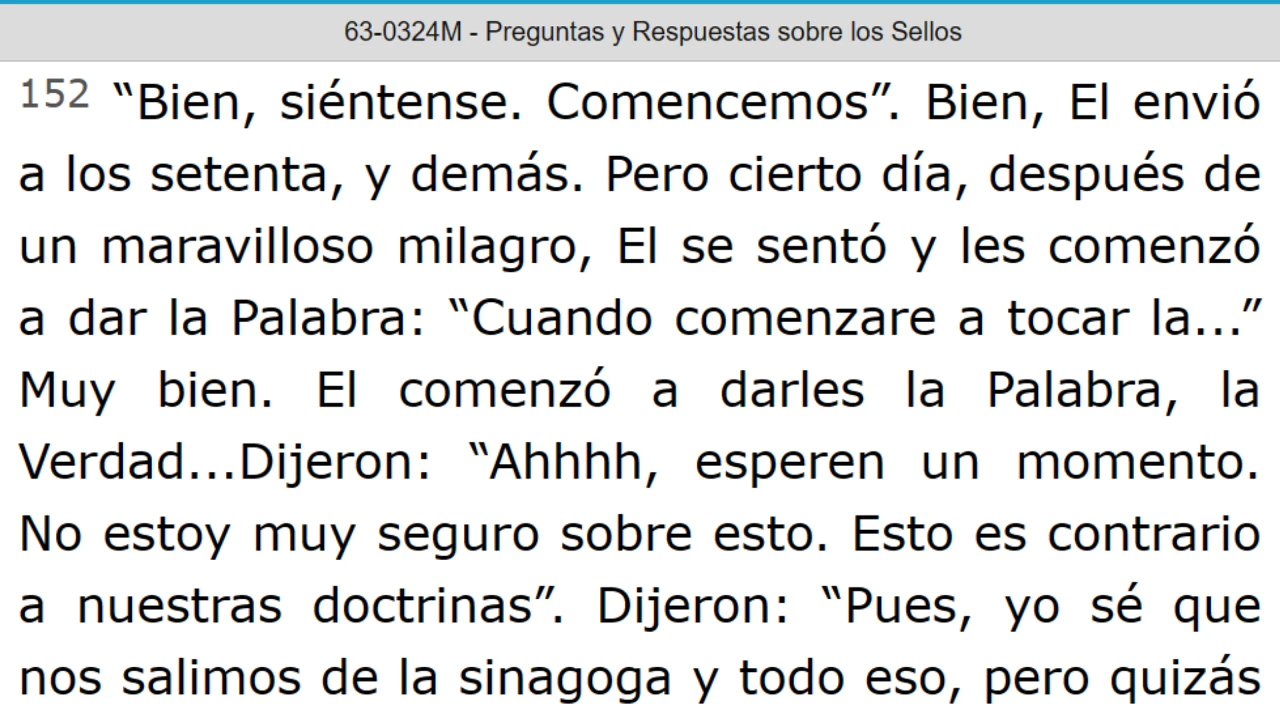 63-0324M - Preguntas y Respuestas sobre los Sellos
152 “Bien, siéntense. Comencemos”. Bien, El envió
a los setenta, y demás. Pero cierto día, después de
un maravilloso milagro, El se sentó y les comenzó
a dar la Palabra: “Cuando comenzare a tocar la...”
Muy bien. El comenzó a darles la Palabra, la
Verdad...Dijeron: “Ahhhh, esperen un momento.
No estoy muy seguro sobre esto. Esto es contrario
a nuestras doctrinas”. Dijeron: “Pues, yo sé que
nos salimos de la sinagoga y todo eso, pero quizás